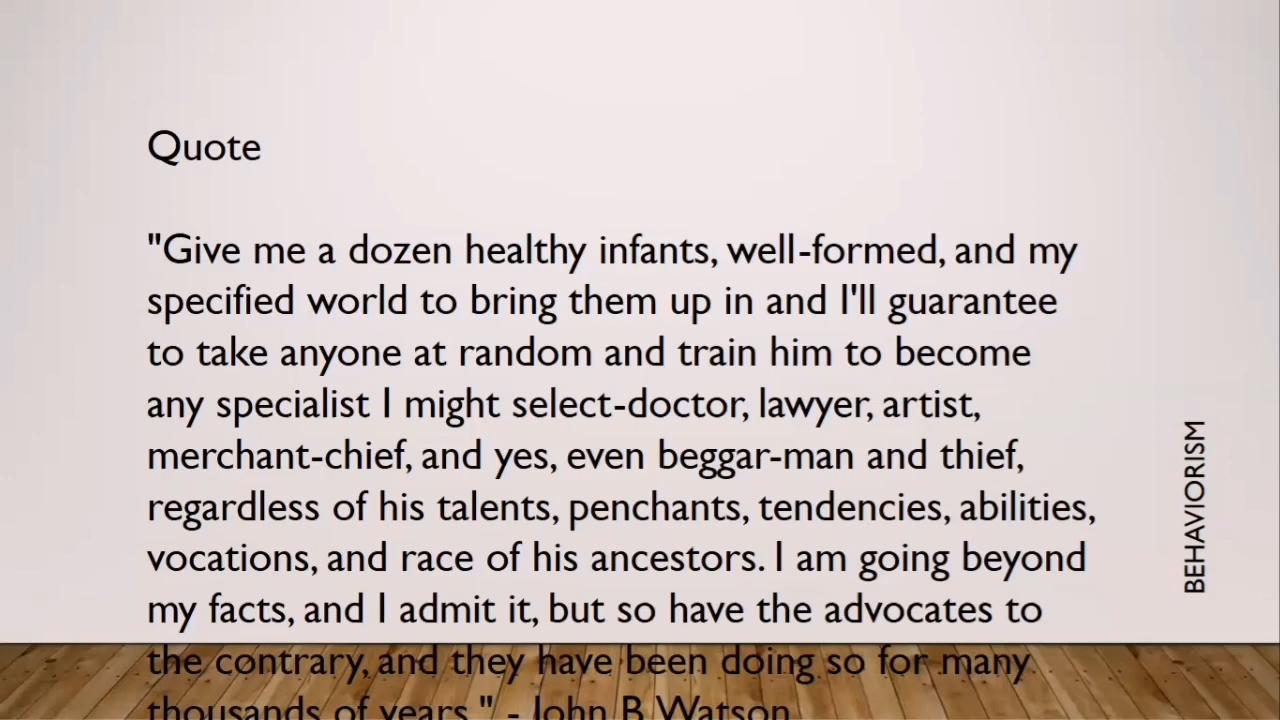 Quote
"Give me a dozen healthy infants, well-formed, and my
specified world to bring them up in and I'll guarantee
to take anyone at random and train him to become
any specialist I might select-doctor, lawyer, artist,
merchant-chief, and yes, even beggar-man and thief,
regardless of his talents, penchants, tendencies, abilities,
vocations, and race of his ancestors. I am going beyond
my facts, and I admit it, but so have the advocates to
the contrary, and they have been doing so for many
thousands of years." - John B. Watson
BEHAVIORISM